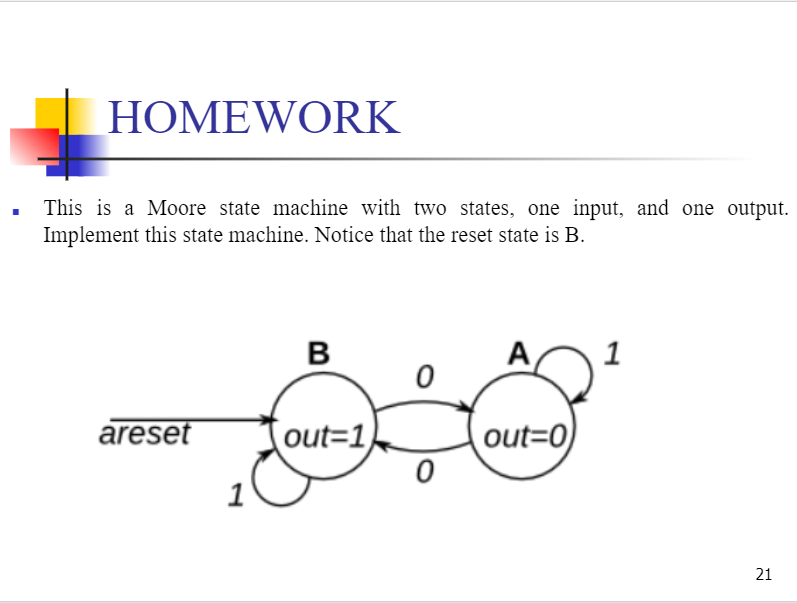 HOMEWORK
This is a Moore state machine with two states, one input, and one output.
Implement this state machine. Notice that the reset state is B.
B
A
1
0
areset
out=1
out=0
0
1
21